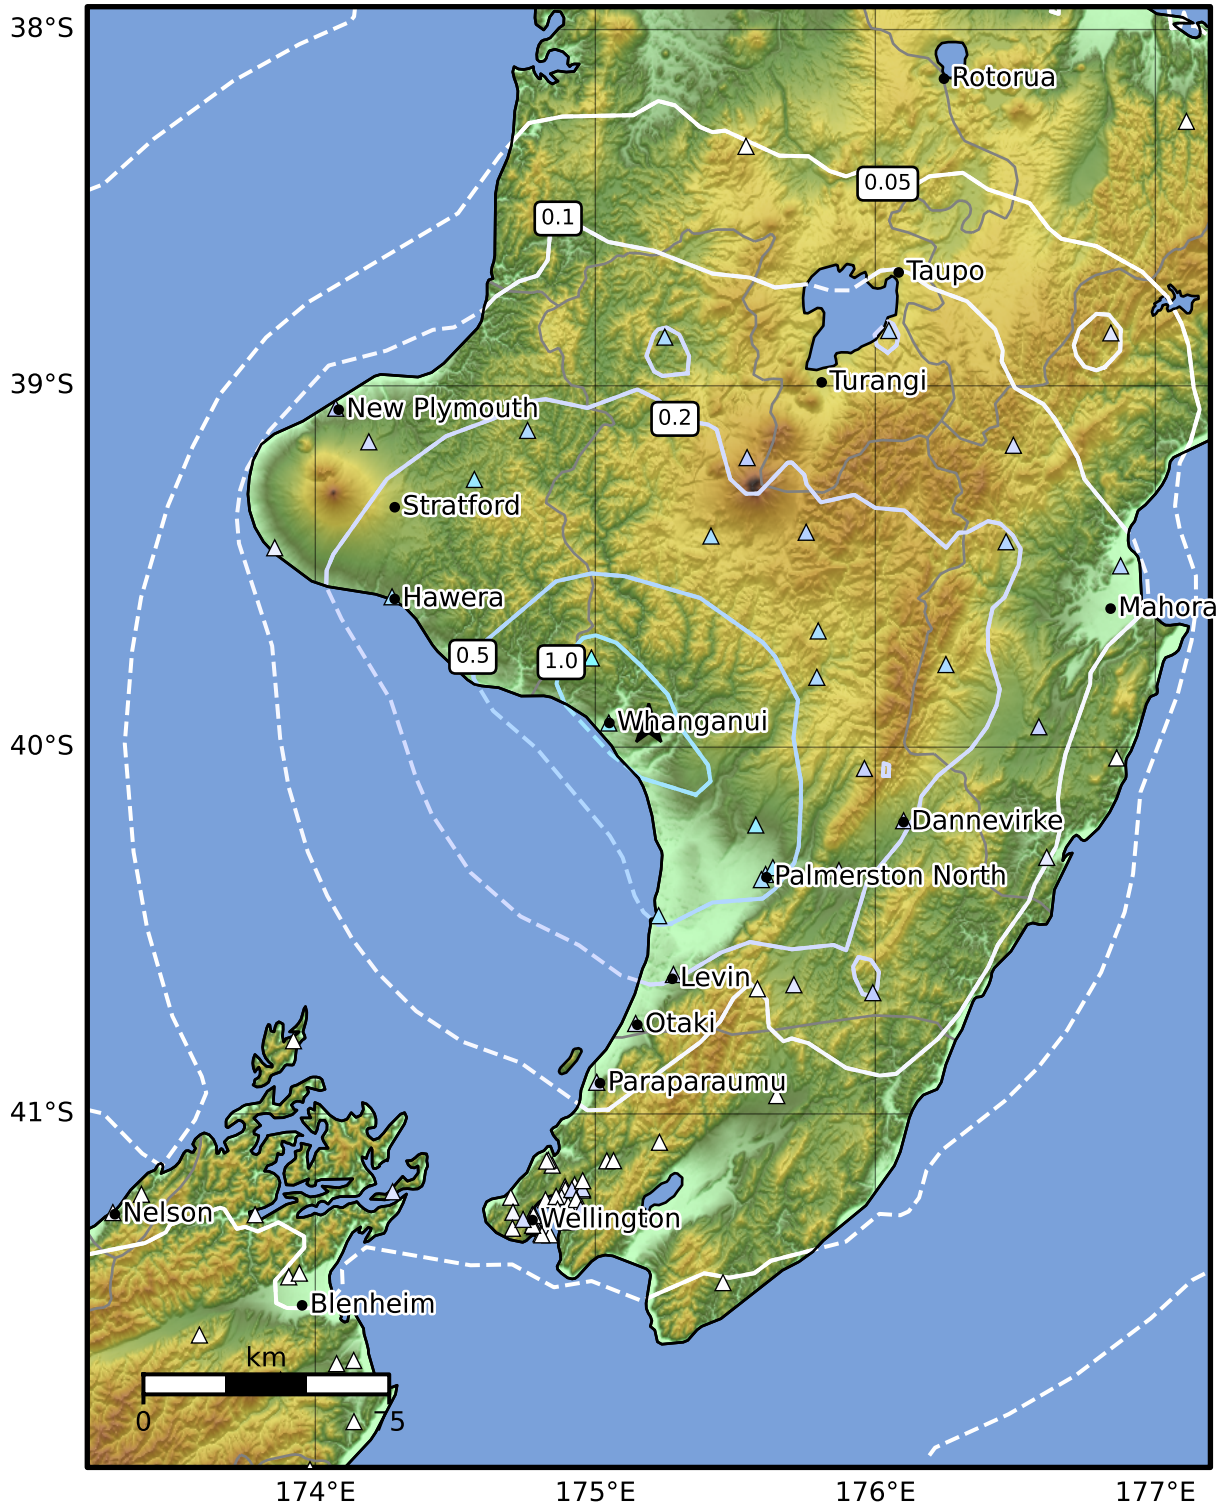 38°S
Rotorua
0.05
0.1
Taupo
39°S
Turangi
New Plymouth
0.2
Stratford
Hawera
Mahora
0.5
1.0
Whanganui
40°S
Dannevirke
Palmerston North
Levin
Otaki
Paraparaumu
41°S
Nelson
Wellington
Blenheim
km
0
75
174°E
175°E
176°E
177°E